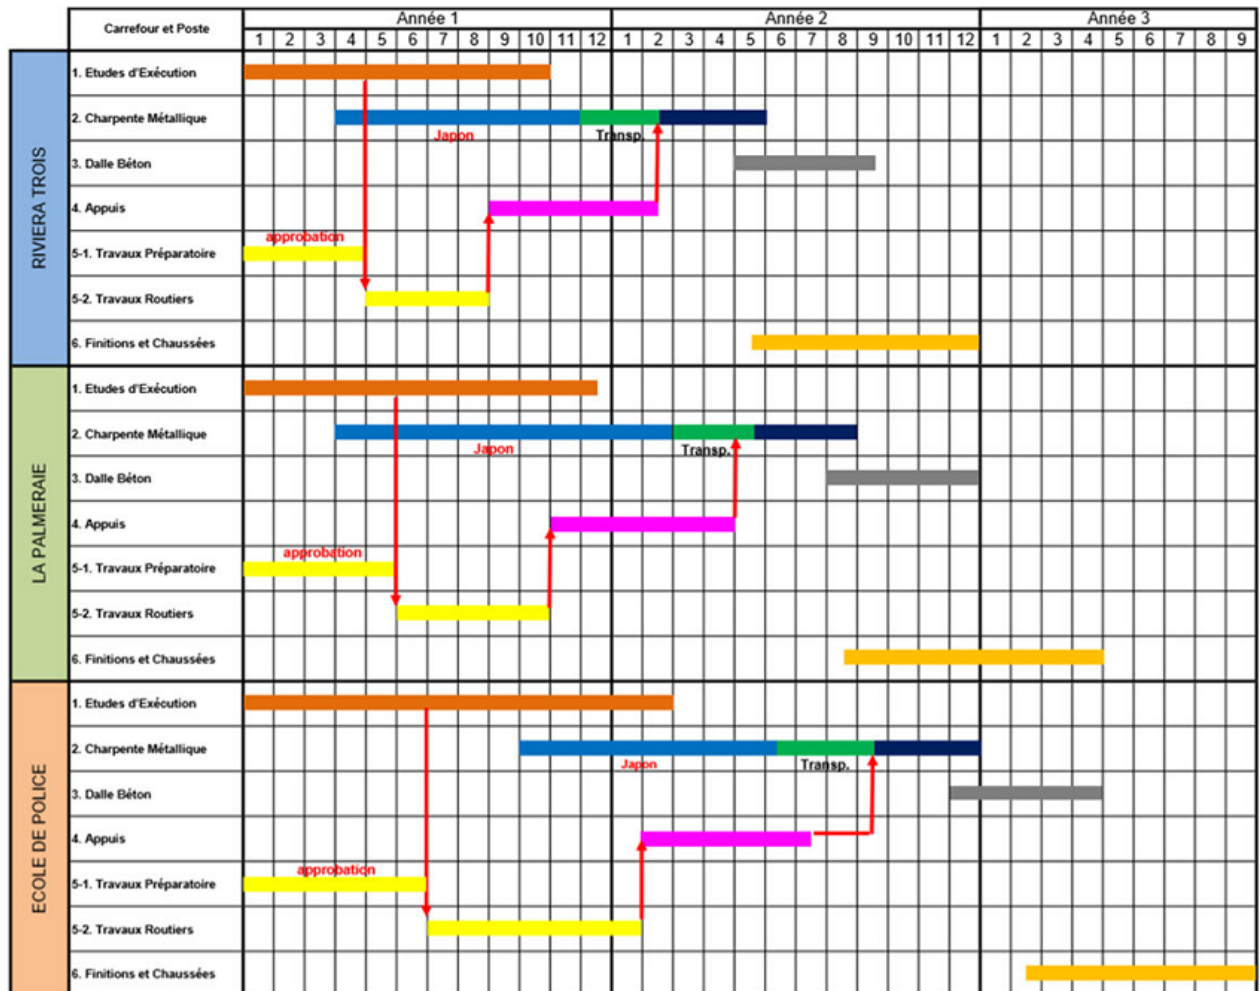 Carrefour et Poste
Année 1
Année 2
Année 3
1 2 3 4 5 6 7 8 9 10 11 12 1 2 3 4 5 6 7 8 9 10 11 12 1 2 3 4 5 6 7 8 9
RIVIERA TROIS
1. Etudes d'Exécution
2. Charpente Métallique
Japon
Transp.
3. Dalle Béton
4. Appuis
approbation
5-1. Travaux Préparatoire
5-2. Travaux Routiers
6. Finitions et Chaussées
LA PALMERAIE
1. Etudes d'Exécution
2. Charpente Métallique
Japon
Transp.
3. Dalle Béton
4. Appuis
approbation
5-1. Travaux Préparatoire
5-2. Travaux Routiers
6. Finitions et Chaussées
ECOLE DE POLICE
1. Etudes d'Exécution
2. Charpente Métallique
Japon
Transp.
3. Dalle Béton
4. Appuis
approbation
5-1. Travaux Préparatoire
5-2. Travaux Routiers
6. Finitions et Chaussées